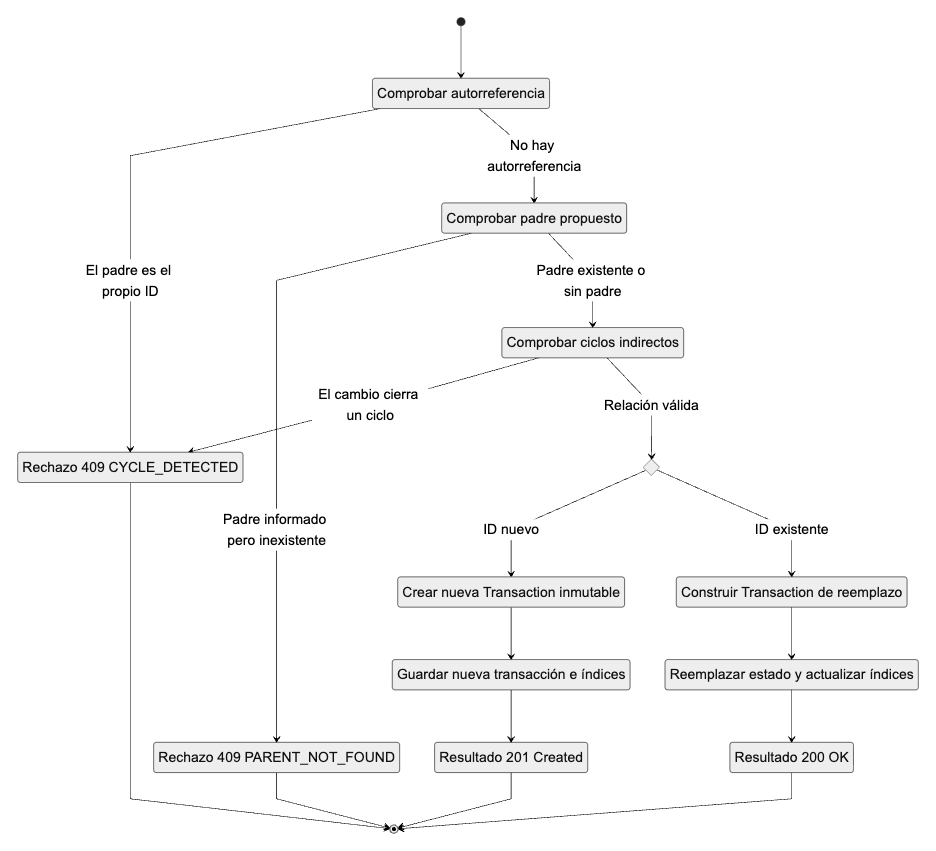 Comprobar autorreferencia
No hay
autorreferencia
Comprobar padre propuesto
El padre es el
propio ID
Padre existente o
sin padre
Comprobar ciclos indirectos
El cambio cierra
un ciclo
Relación válida
Rechazo 409 CYCLE_DETECTED
Padre informado
pero inexistente
ID nuevo
ID existente
Crear nueva Transaction inmutable
Construir Transaction de reemplazo
Guardar nueva transacción e índices
Reemplazar estado y actualizar índices
Rechazo 409 PARENT_NOT_FOUND
Resultado 201 Created
Resultado 200 OK